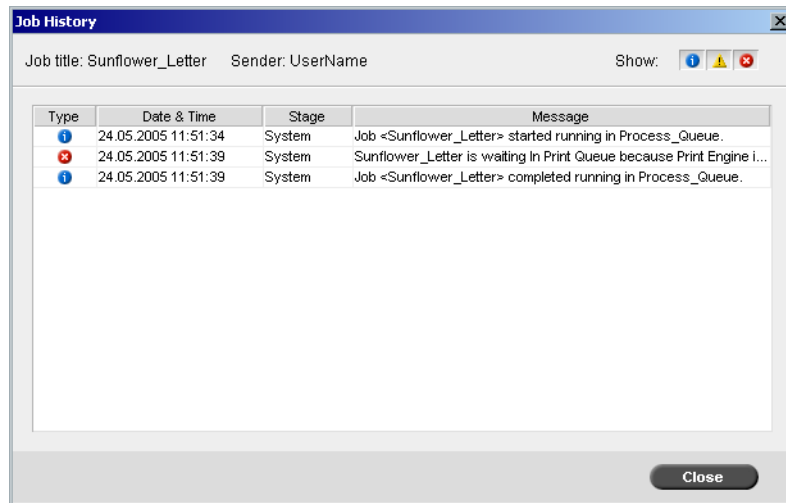 Job History
Job title: Sunflower_Letter Sender: UserName Show:
Type Date & Time Stage Message
24.05.2005 11:51:34 System Job <Sunflower_Letter> started running in Process_Queue.
24.05.2005 11:51:39 System Sunflower_Letter is waiting In Print Queue because Print Engine i...
24.05.2005 11:51:39 System Job <Sunflower_Letter> completed running in Process_Queue.
Close